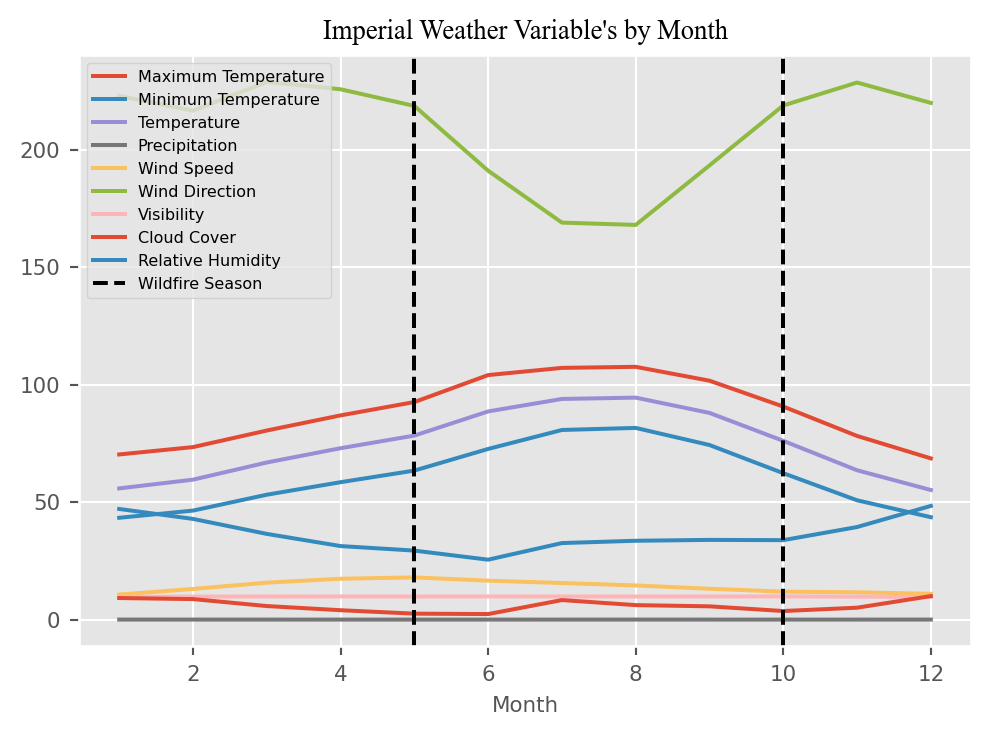 Imperial Weather Variable's by Month
Maximum Temperature
Minimum Temperature
Temperature
Precipitation
Wind Speed
Wind Direction
Visibility
Cloud Cover
Relative Humidity
Wildfire Season
200
150
100
50
0
2 4 6 8 10 12
Month